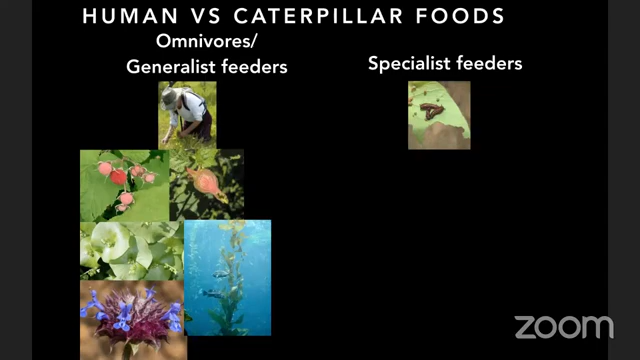 HUMAN VS CATERPILLAR FOODS
Omnivores/
Generalist feeders
Specialist feeders
zoom